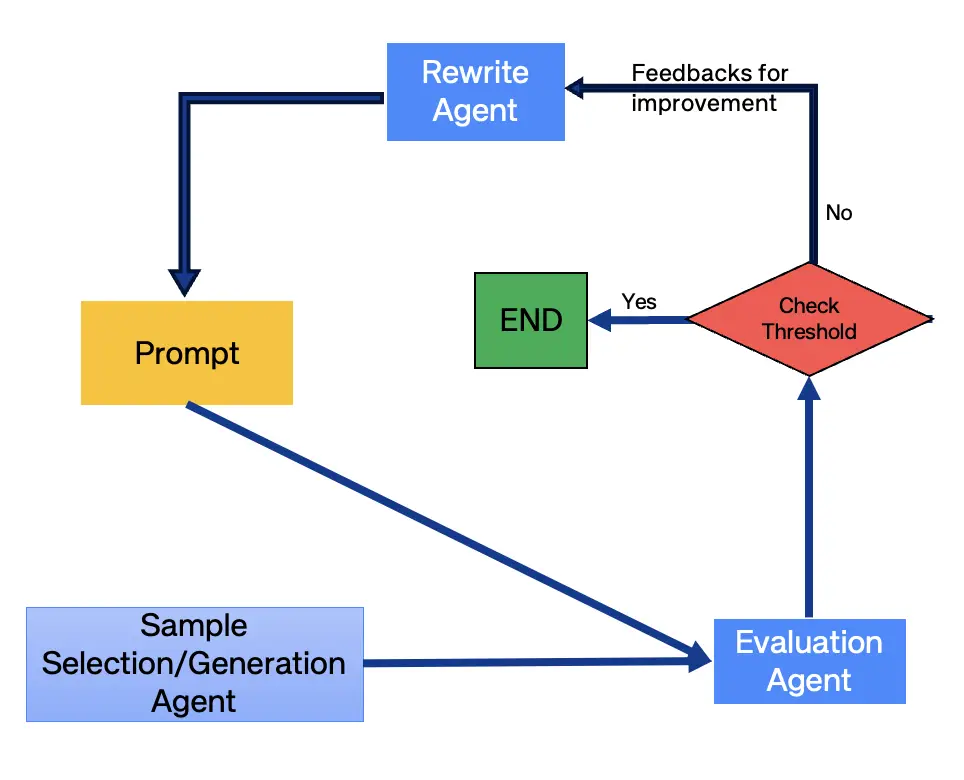 Rewrite
Agent
Feedbacks for
improvement
No
Yes
END
Check
Threshold
Prompt
Sample
Selection/Generation
Agent
Evaluation
Agent